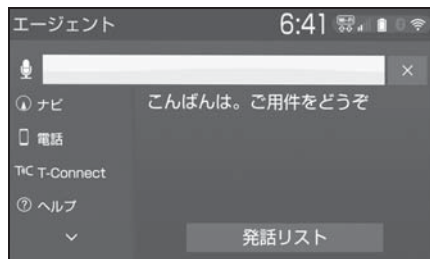 エージェント 6:41
こんばんは。ご用件をどうぞ
ナビ
電話
T-Connect
ヘルプ
発話リスト